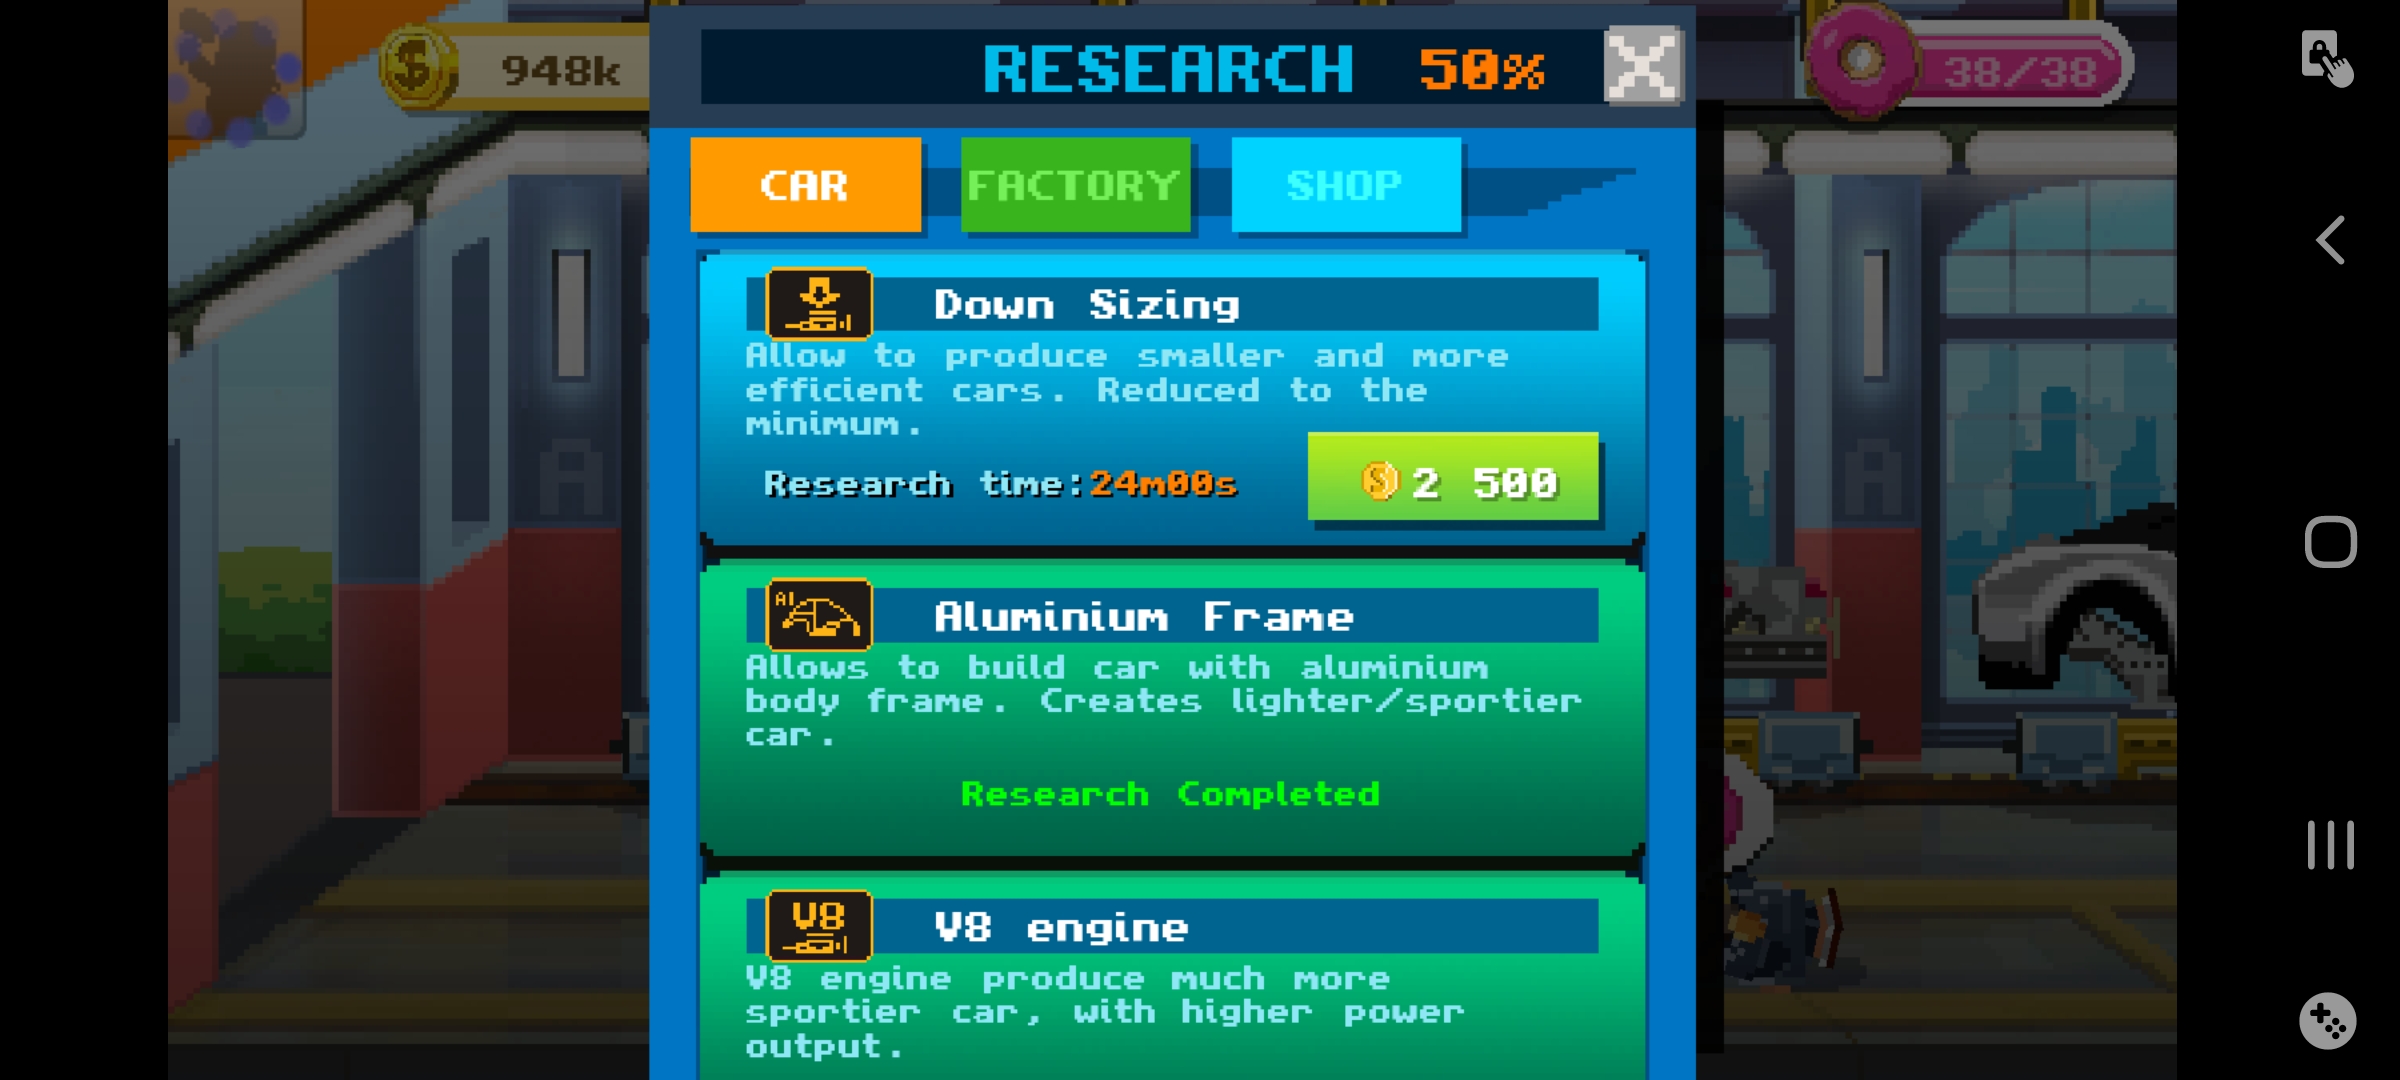 948k
RESEARCH 50%
38/38
CAR
FACTORY
SHOP
Down Sizing
Allow to produce smaller and more
efficient cars. Reduced to the
minimum.
Research time:24m00s
2 500
Al
Aluminium Frame
Allows to build car with aluminium
body frame. Creates lighter/sportier
car.
Research Completed
V8
V8 engine
V8 engine produce much more
sportier car, with higher power
output.
A
A